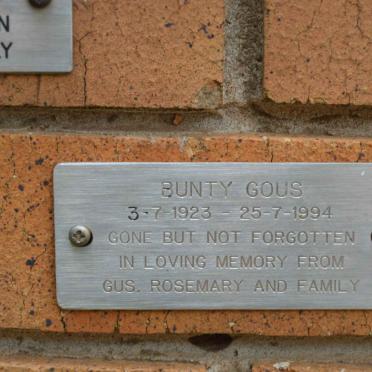 N
Y
BUNTY GOUS
3-7-1923 - 25-7-1994
GONE BUT NOT FORGOTTEN
IN LOVING MEMORY FROM
GUS, ROSEMARY AND FAMILY